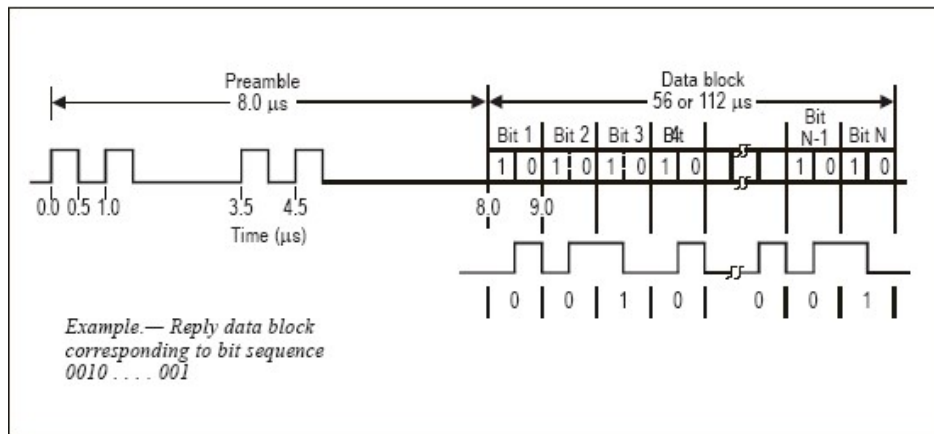 Preamble
8.0 μs
Data block
56 or 112 μs
Bit 1 Bit 2 Bit 3 B4t Bit N-1 Bit N
1 0 1 0 1 0 1 0 1 0 1 0
0.0 0.5 1.0 3.5 4.5 8.0 9.0
Time (μs)
0 0 1 0 0 0 1
Example.— Reply data block
corresponding to bit sequence
0010 . . . . 001